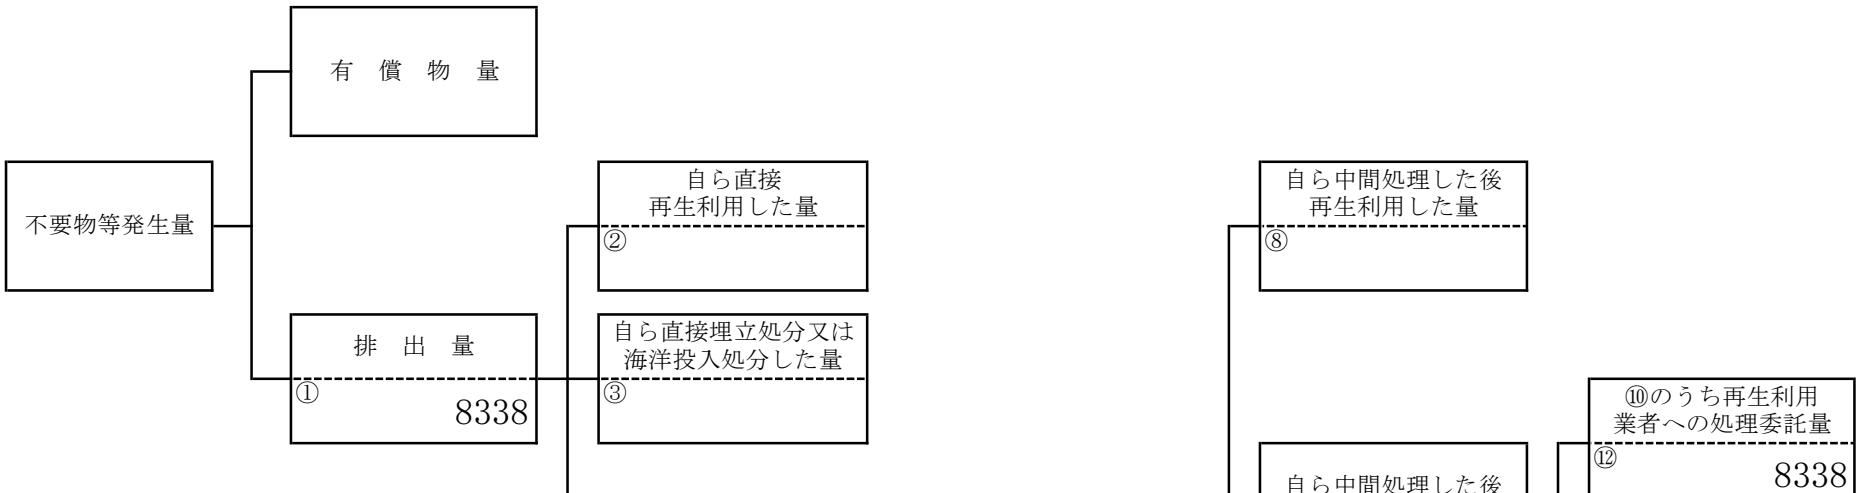 有　償　物　量
不要物等発生量
自ら直接
再生利用した量
②
自ら中間処理した後
再生利用した量
⑧
排　出　量
①
8338
自ら直接埋立処分又は
海洋投入処分した量
③
⑩のうち再生利用
業者への処理委託量
⑫
8338
自ら中間処理した後